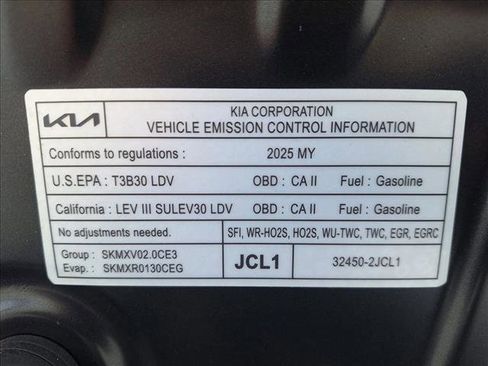 KIA
KIA CORPORATION
VEHICLE EMISSION CONTROL INFORMATION
Conforms to regulations : 2025 MY
U.S.EPA : T3B30 LDV OBD : CA II Fuel : Gasoline
California : LEV III SULEV30 LDV OBD : CA II Fuel : Gasoline
No adjustments needed. SFI, WR-HO2S, HO2S, WU-TWC, TWC, EGR, EGRC
Group : SKMXV02.0CE3
Evap. : SKMXR0130CEG
JCL1
32450-2JCL1